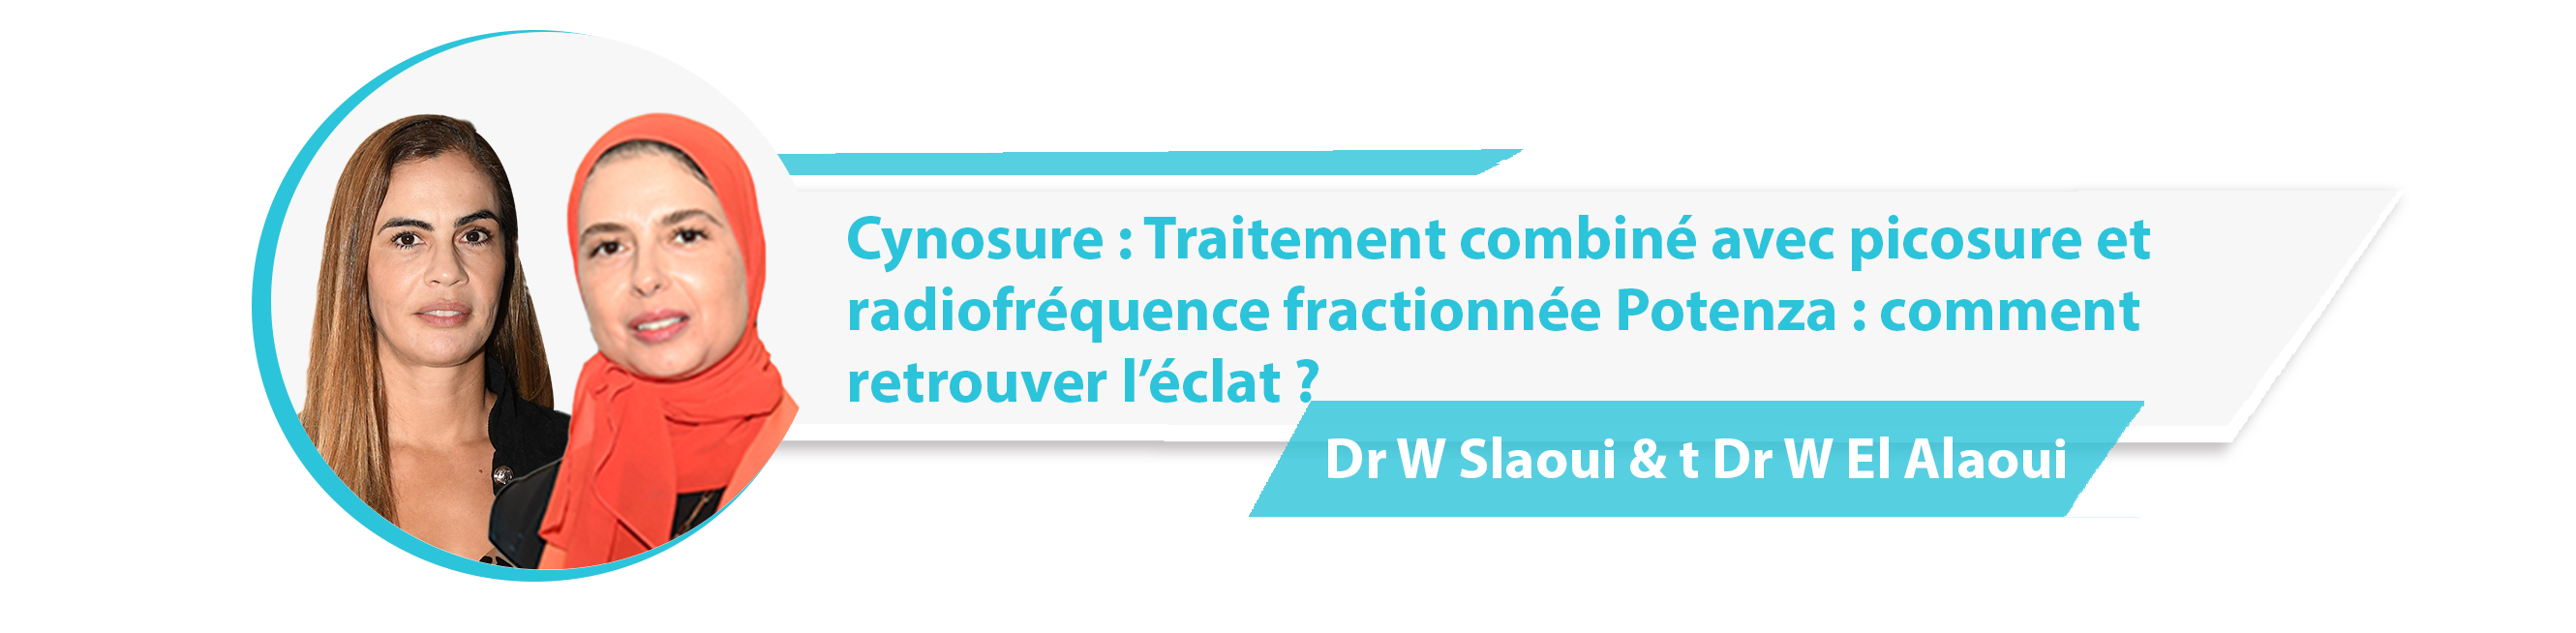 Cynosure : Traitement combiné avec picosure et
radiofréquence fractionnée Potenza : comment
retrouver l’éclat ?
Dr W Slaoui & t Dr W El Alaoui